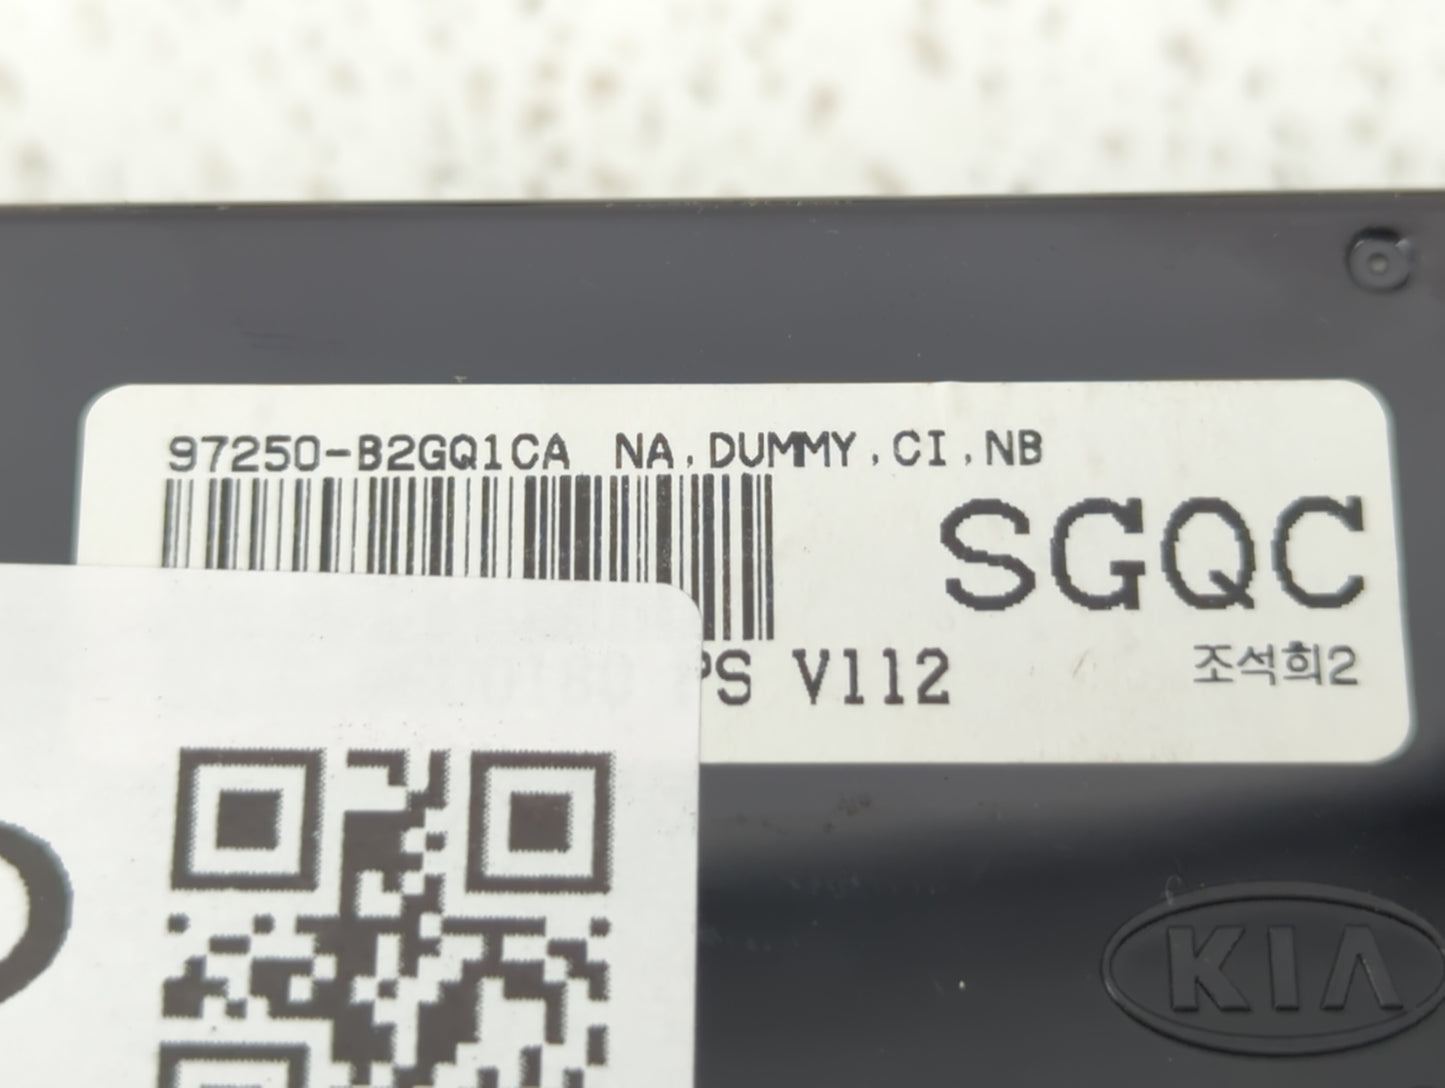 97250-B2GQ1CA NA,DUMMY,CI,NB
SGQC
PS V112
조석희2
KIA